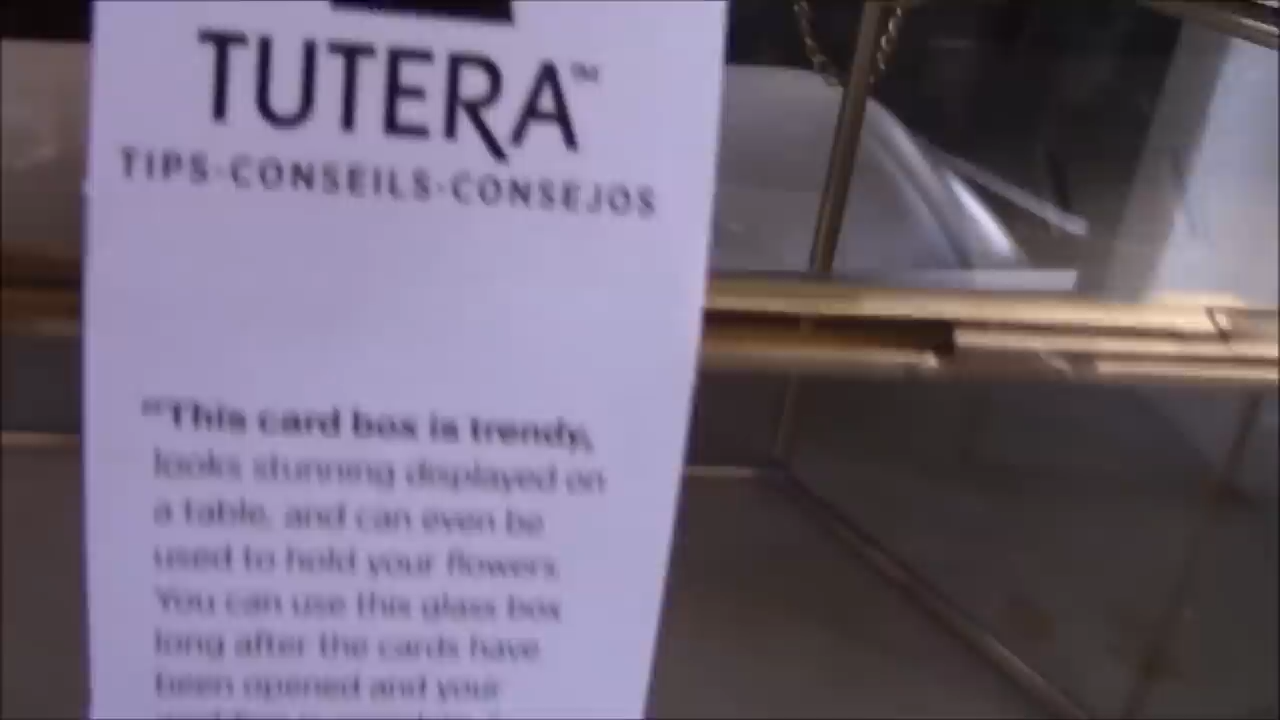 TUTERA™
TIPS-CONSEILS-CONSEJOS
"This card box is trendy,
looks stunning displayed on
a table, and can even be
used to hold your flowers.
You can use this glass box
long after the cards have
been opened and your